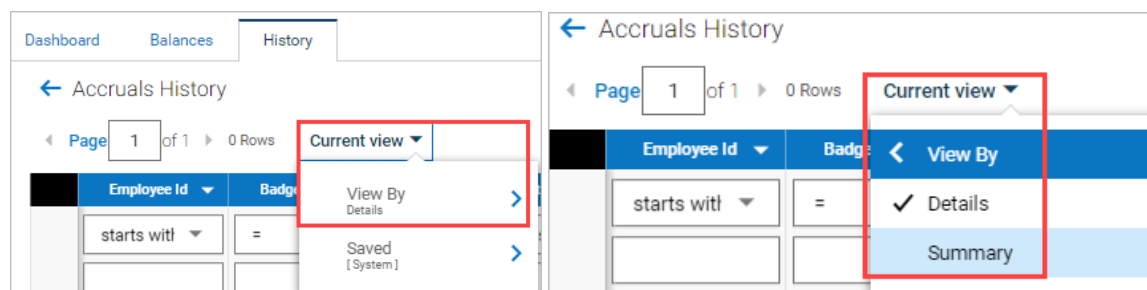 Dashboard Balances History
← Accruals History
Page 1 of 1 0 Rows Current view
Employee Id Badge
View By
Details
starts with =
Saved
[ System ]
← Accruals History
Page 1 of 1 0 Rows Current view
Employee Id Badge View By
starts with = ✓ Details
Summary